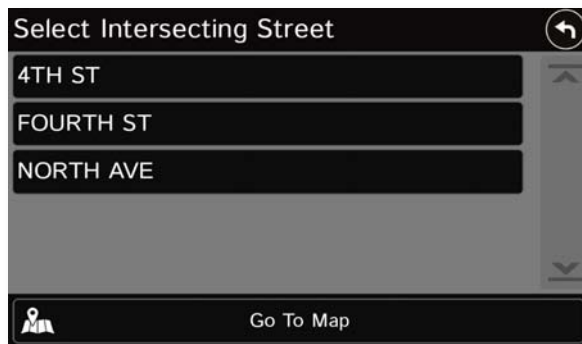 Select Intersecting Street
4TH ST
FOURTH ST
NORTH AVE
Go To Map